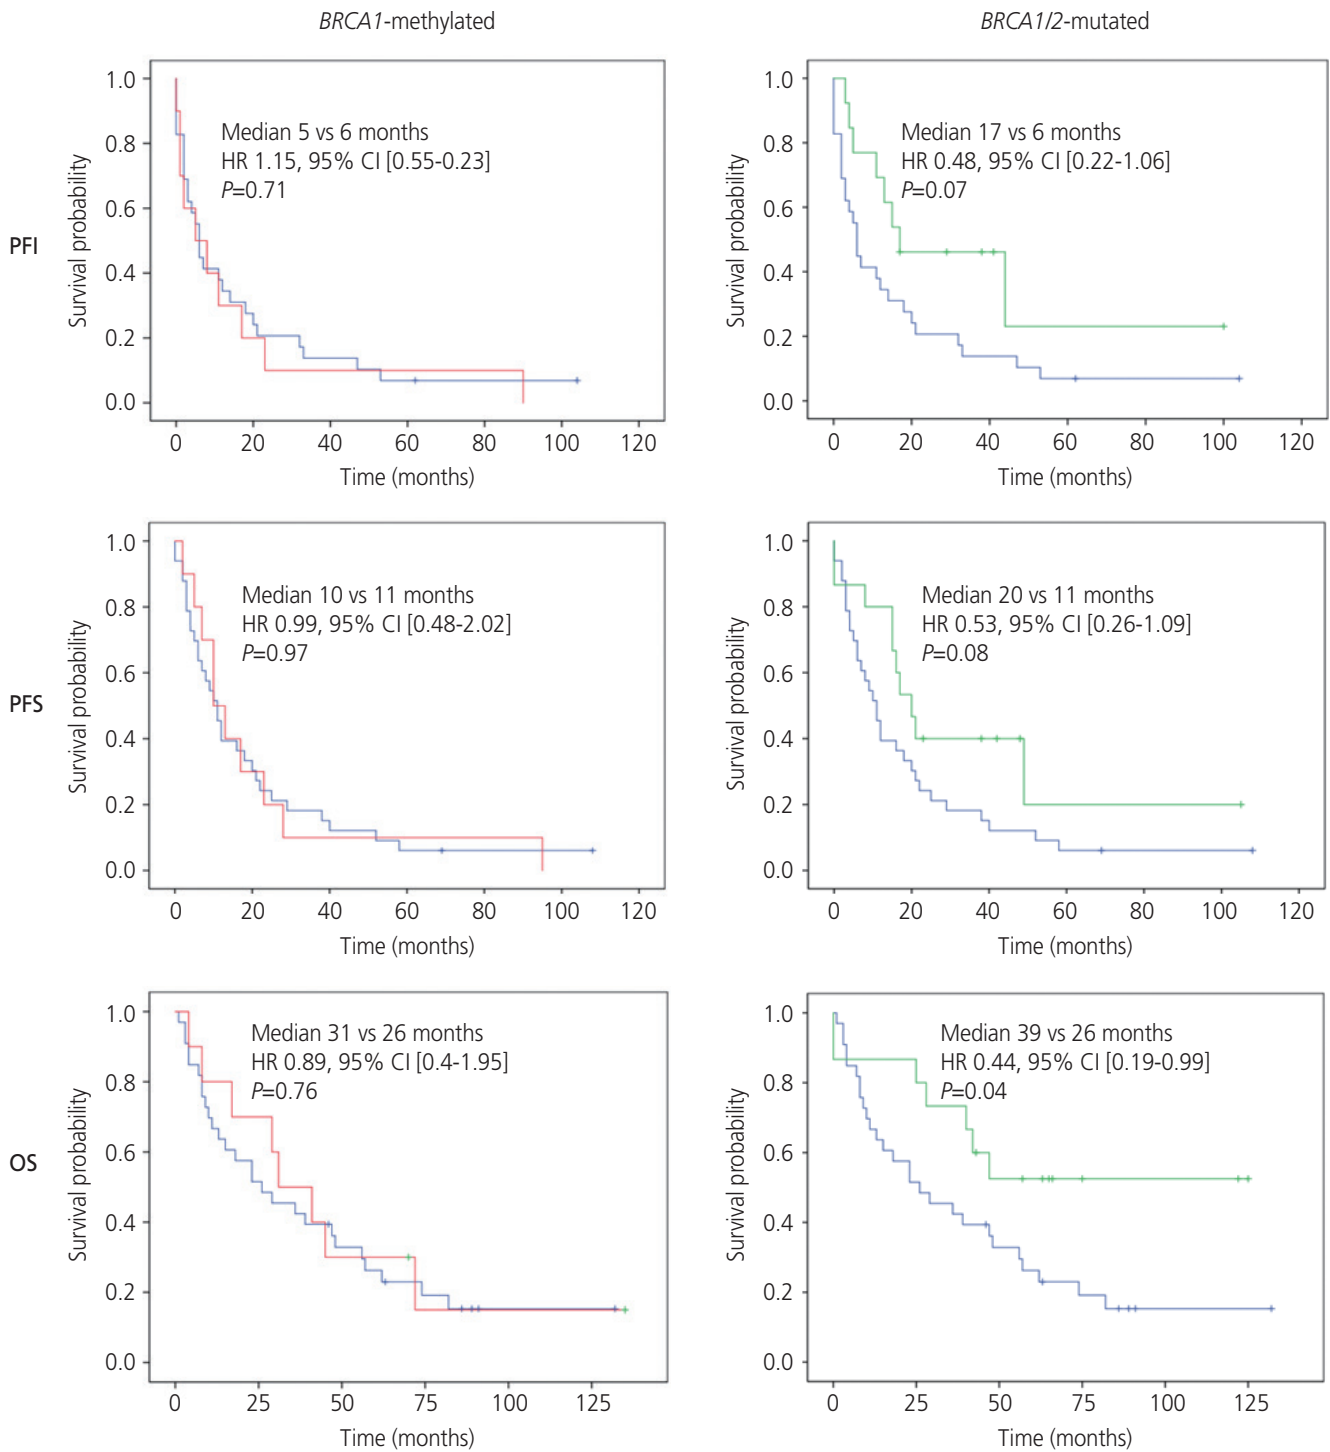 BRCA1-methylated
BRCA1/2-mutated
PFI
Survival probability
1.0
0.8
0.6
0.4
0.2
0.0
Median 5 vs 6 months
HR 1.15, 95% CI [0.55-0.23]
P=0.71
0 20 40 60 80 100 120
Time (months)
Survival probability
1.0
0.8
0.6
0.4
0.2
0.0
Median 17 vs 6 months
HR 0.48, 95% CI [0.22-1.06]
P=0.07
0 20 40 60 80 100 120
Time (months)
PFS
Survival probability
1.0
0.8
0.6
0.4
0.2
0.0
Median 10 vs 11 months
HR 0.99, 95% CI [0.48-2.02]
P=0.97
0 20 40 60 80 100 120
Time (months)
Survival probability
1.0
0.8
0.6
0.4
0.2
0.0
Median 20 vs 11 months
HR 0.53, 95% CI [0.26-1.09]
P=0.08
0 20 40 60 80 100 120
Time (months)
OS
Survival probability
1.0
0.8
0.6
0.4
0.2
0.0
Median 31 vs 26 months
HR 0.89, 95% CI [0.4-1.95]
P=0.76
0 25 50 75 100 125
Time (months)
Survival probability
1.0
0.8
0.6
0.4
0.2
0.0
Median 39 vs 26 months
HR 0.44, 95% CI [0.19-0.99]
P=0.04
0 25 50 75 100 125
Time (months)